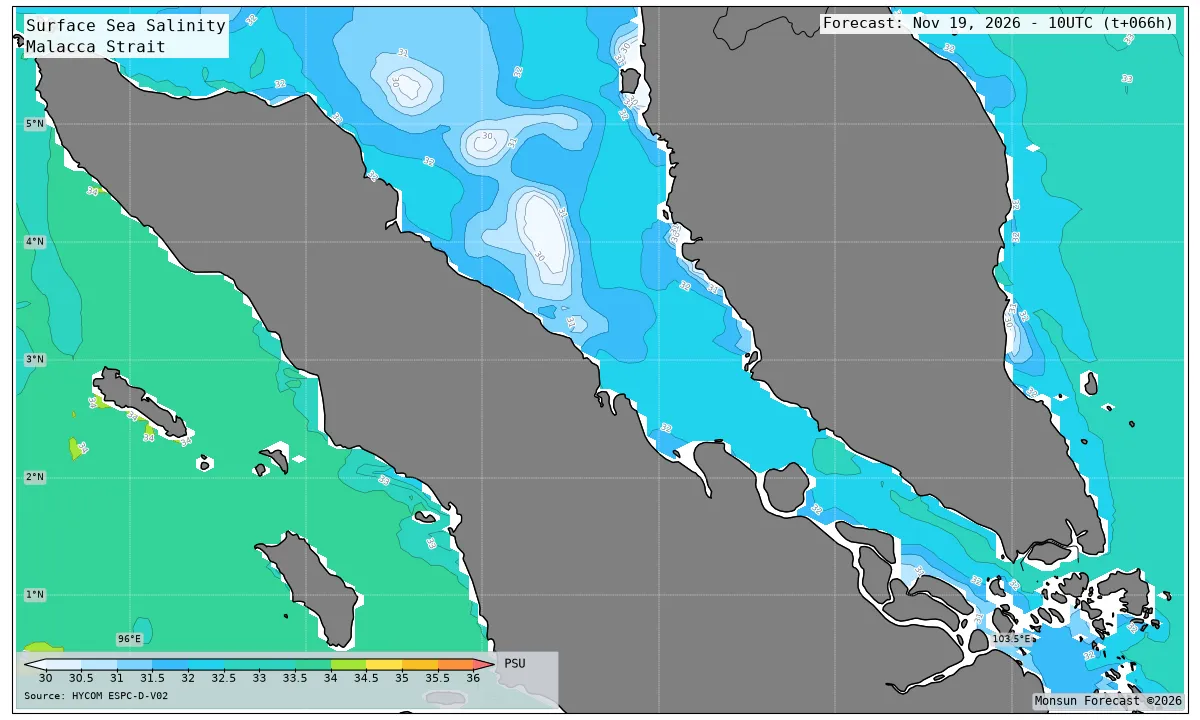 Surface Sea Salinity
Malacca Strait
Forecast: Nov 19, 2026 - 10UTC (t+066h)
5°N
4°N
3°N
2°N
1°N
96°E
103.5°E
PSU
30 30.5 31 31.5 32 32.5 33 33.5 34 34.5 35 35.5 36
Source: HYCOM ESPC-D-V02
Monsun Forecast ©2026